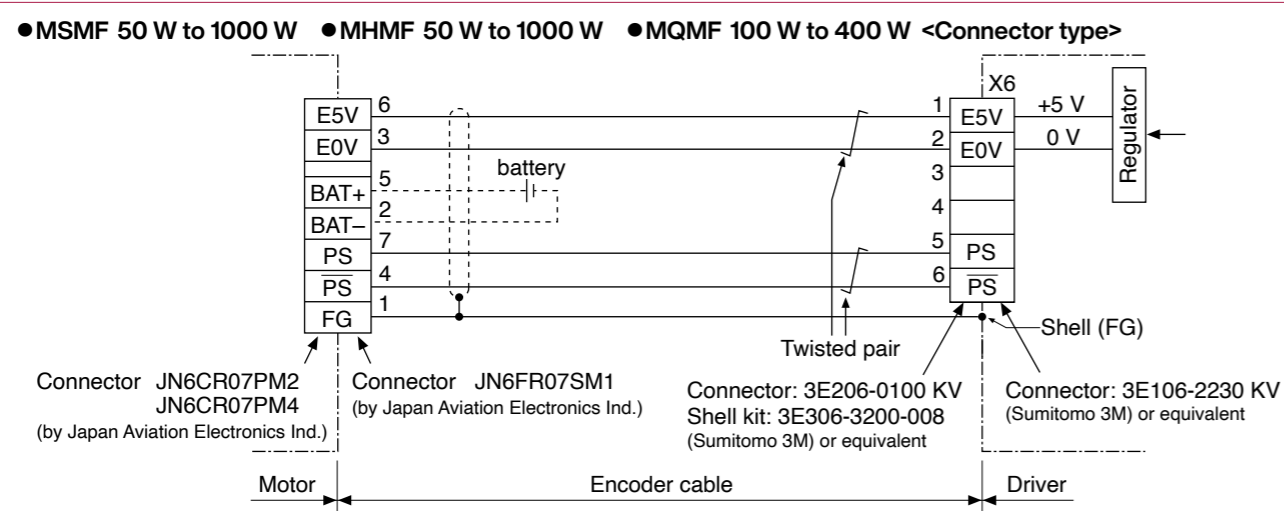 ●MSMF 50 W to 1000 W ●MHMF 50 W to 1000 W ●MQMF 100 W to 400 W <Connector type>
X6
E5V 6
1 E5V +5 V
E0V 3
2 E0V 0 V
Regulator
3
battery
BAT+ 5
4
BAT– 2
PS 7
5 PS
P̅S̅ 4
6 P̅S̅
FG 1
Shell (FG)
Twisted pair
Connector JN6CR07PM2
JN6CR07PM4
(by Japan Aviation Electronics Ind.)
Connector JN6FR07SM1
(by Japan Aviation Electronics Ind.)
Connector: 3E206-0100 KV
Shell kit: 3E306-3200-008
(Sumitomo 3M) or equivalent
Connector: 3E106-2230 KV
(Sumitomo 3M) or equivalent
Motor Encoder cable Driver